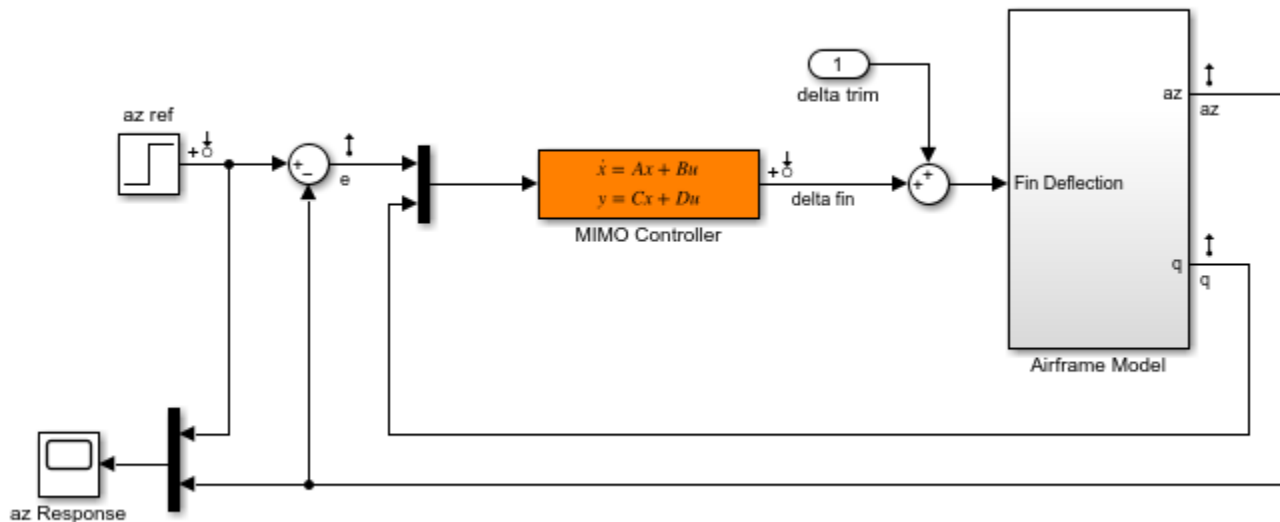 1
delta trim
az ref
+
+
−
e
ẋ = Ax + Bu
y = Cx + Du
MIMO Controller
+
delta fin
+
+
Fin Deflection
az
az
q
q
Airframe Model
az Response